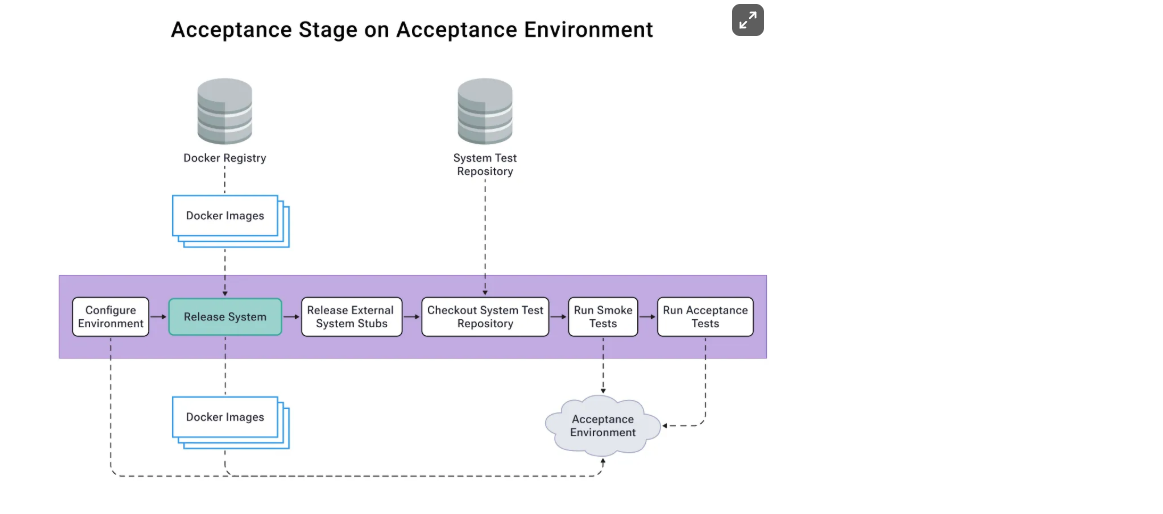 Acceptance Stage on Acceptance Environment
Docker Registry
System Test
Repository
Docker Images
Configure
Environment
Release System
Release External
System Stubs
Checkout System Test
Repository
Run Smoke
Tests
Run Acceptance
Tests
Docker Images
Acceptance
Environment